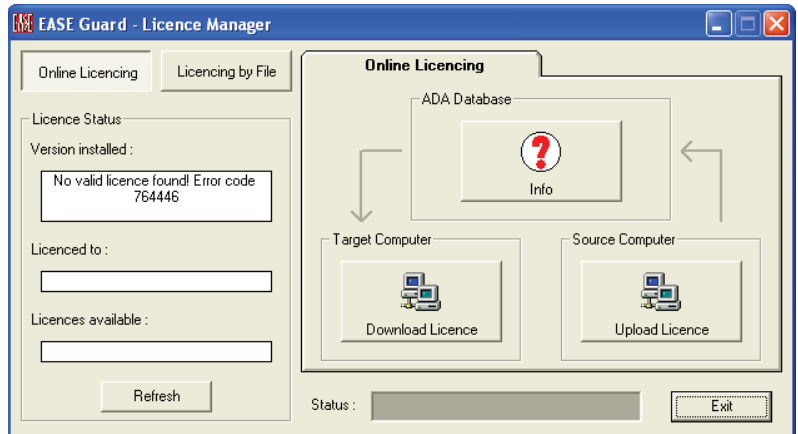 EASE Guard - Licence Manager
Online Licencing
Licencing by File
Licence Status
Version installed :
No valid licence found! Error code
764446
Licenced to :
Licences available :
Refresh
Online Licencing
ADA Database
Info
Target Computer
Download Licence
Source Computer
Upload Licence
Status :
Exit